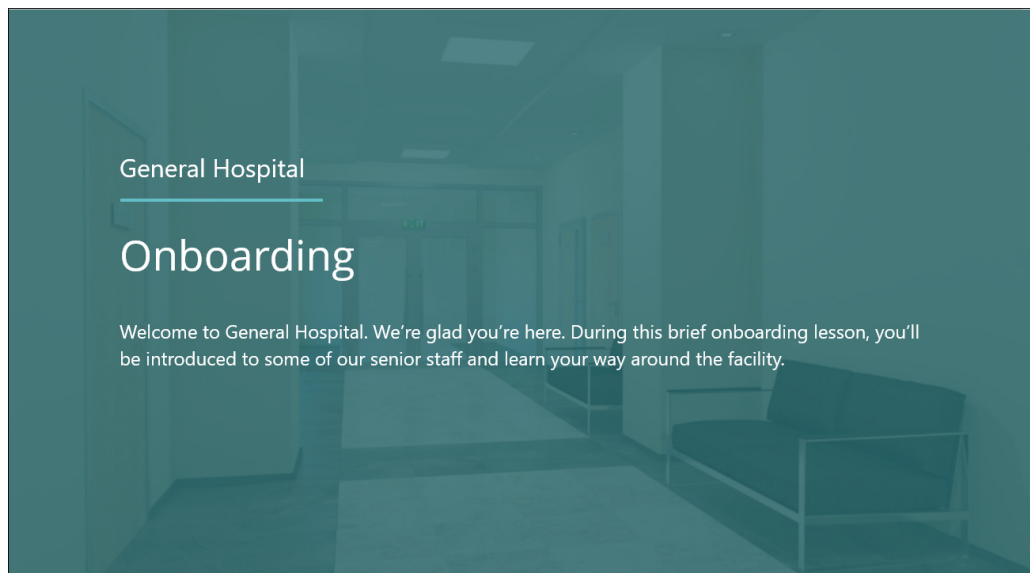 General Hospital
Onboarding
Welcome to General Hospital. We’re glad you’re here. During this brief onboarding lesson, you’ll
be introduced to some of our senior staff and learn your way around the facility.